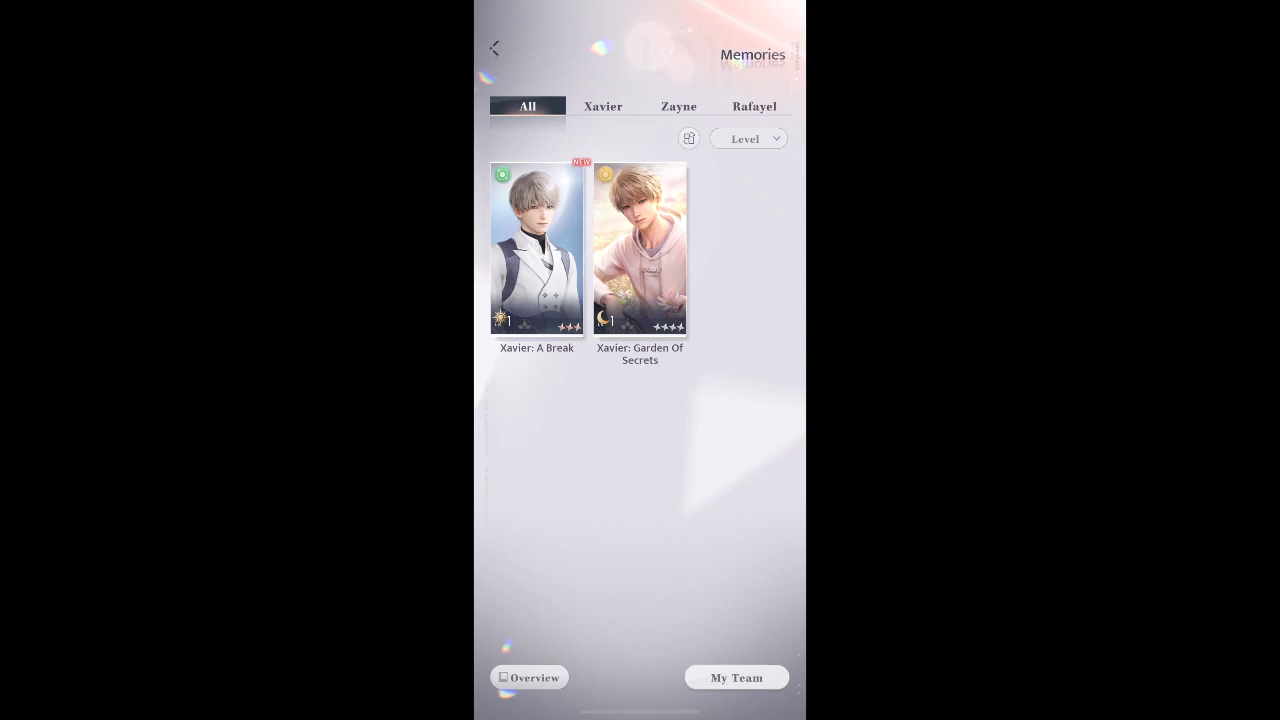 Memories
All
Xavier
Zayne
Rafayel
Level
NEW
1
1
Xavier: A Break
Xavier: Garden Of
Secrets
Overview
My Team